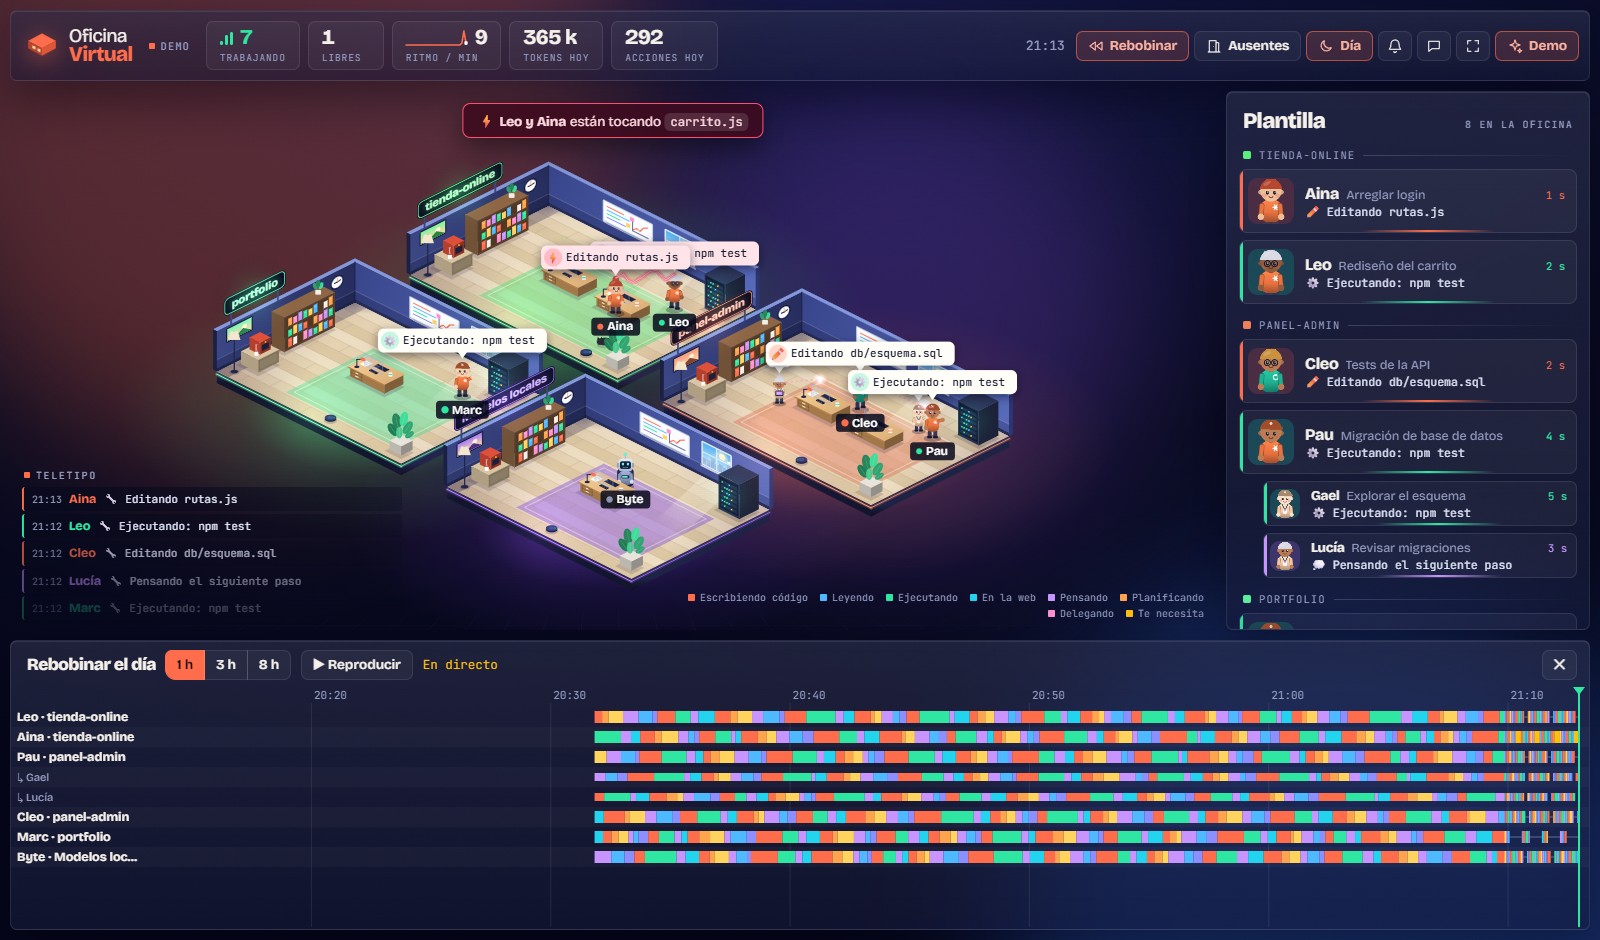 Oficina
Virtual
DEMO
7
TRABAJANDO
1
LIBRES
9
RITMO / MIN
365 k
TOKENS HOY
292
ACCIONES HOY
21:13
Rebobinar
Ausentes
Día
Demo
Leo y Aina están tocando carrito.js
tienda-online
Editando rutas.js
npm test
Aina
Leo
portfolio
Ejecutando: npm test
Marc
Editando db/esquema.sql
Ejecutando: npm test
Cleo
Pau
Byte
TELETIPO
21:13 Aina Editando rutas.js
21:12 Leo Ejecutando: npm test
21:12 Cleo Editando db/esquema.sql
21:12 Lucía Pensando el siguiente paso
21:12 Marc Ejecutando: npm test
Escribiendo código Leyendo Ejecutando En la web Pensando Planificando
Delegando Te necesita
Plantilla
8 EN LA OFICINA
TIENDA-ONLINE
Aina Arreglar login 1 s
Editando rutas.js
Leo Rediseño del carrito 2 s
Ejecutando: npm test
PANEL-ADMIN
Cleo Tests de la API 2 s
Editando db/esquema.sql
Pau Migración de base de datos 4 s
Ejecutando: npm test
Gael Explorar el esquema 5 s
Ejecutando: npm test
Lucía Revisar migraciones 3 s
Pensando el siguiente paso
PORTFOLIO
Rebobinar el día
1 h 3 h 8 h
Reproducir
En directo
20:20 20:30 20:40 20:50 21:00 21:10
Leo · tienda-online
Aina · tienda-online
Pau · panel-admin
↳ Gael
↳ Lucía
Cleo · panel-admin
Marc · portfolio
Byte · Modelos loc...